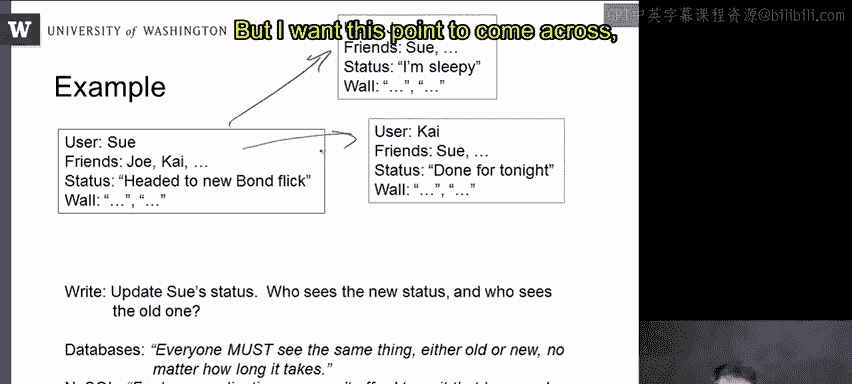 W UNIVERSITY of WASHINGTON
But I want this point to come across,
Friends: Sue, …
Status: “I’m sleepy”
Wall: “…”, “…”
Example
User: Sue
Friends: Joe, Kai, …
Status: “Headed to new Bond flick”
Wall: “…”, “…”
User: Kai
Friends: Sue, …
Status: “Done for tonight”
Wall: “…”, “…”
Write: Update Sue’s status. Who sees the new status, and who sees
the old one?
Databases: “Everyone MUST see the same thing, either old or new, no
matter how long it takes.”
中英字幕课程资源@bilibili.com